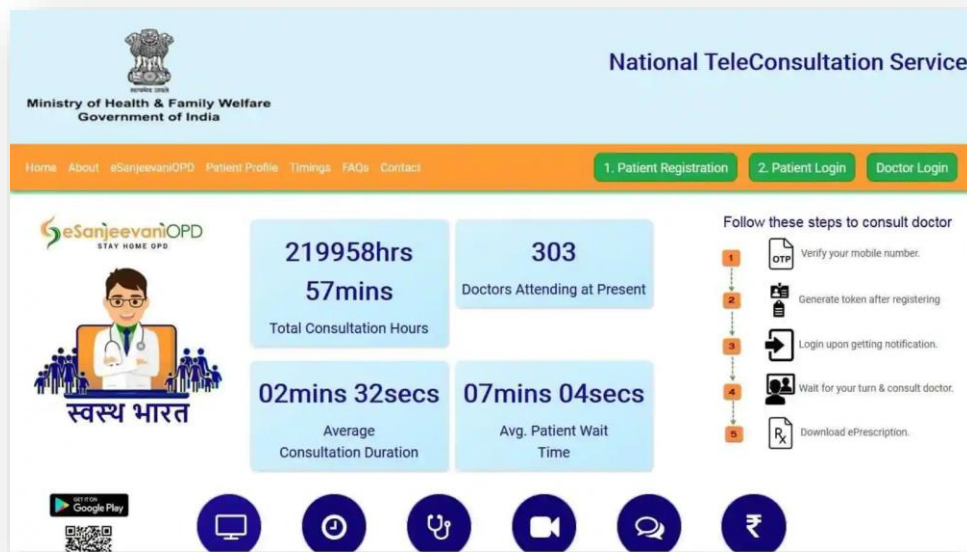 Ministry of Health & Family Welfare
Government of India
National TeleConsultation Service
Home About eSanjeevaniOPD Patient Profile Timings FAQs Contact
1. Patient Registration
2. Patient Login
Doctor Login
eSanjeevaniOPD
STAY HOME OPD
स्वस्थ भारत
219958hrs
57mins
Total Consultation Hours
303
Doctors Attending at Present
02mins 32secs
Average
Consultation Duration
07mins 04secs
Avg. Patient Wait
Time
Follow these steps to consult doctor
1
OTP
Verify your mobile number.
2
Generate token after registering
3
Login upon getting notification.
4
Wait for your turn & consult doctor.
5
Rx
Download ePrescription.
GET IT ON
Google Play
₹